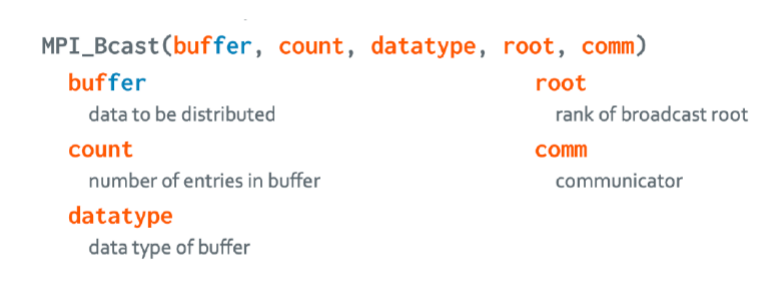 MPI_Bcast(buffer, count, datatype, root, comm)
buffer
data to be distributed
count
number of entries in buffer
datatype
data type of buffer
root
rank of broadcast root
comm
communicator